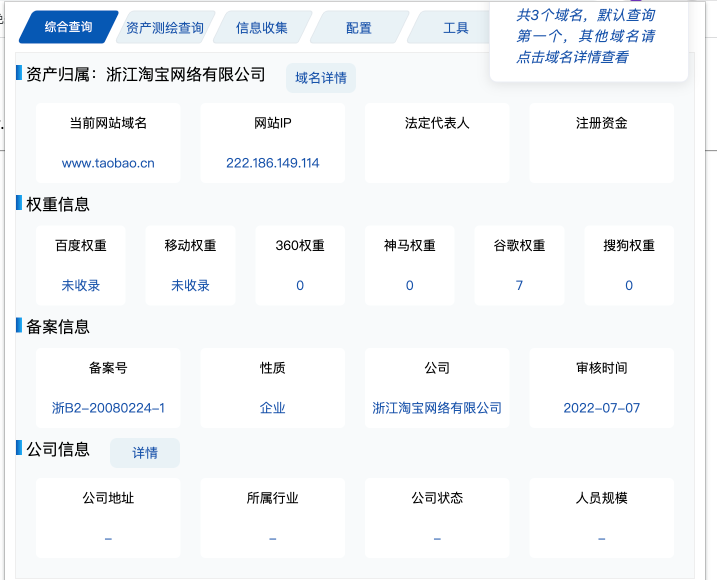 综合查询
资产测绘查询
信息收集
配置
工具
共3个域名，默认查询
第一个，其他域名请
点击域名详情查看
资产归属：浙江淘宝网络有限公司
域名详情
当前网站域名
网站IP
法定代表人
注册资金
www.taobao.cn
222.186.149.114
权重信息
百度权重
移动权重
360权重
神马权重
谷歌权重
搜狗权重
未收录
未收录
0
0
7
0
备案信息
备案号
性质
公司
审核时间
浙B2-20080224-1
企业
浙江淘宝网络有限公司
2022-07-07
公司信息
详情
公司地址
所属行业
公司状态
人员规模
–
–
–
–